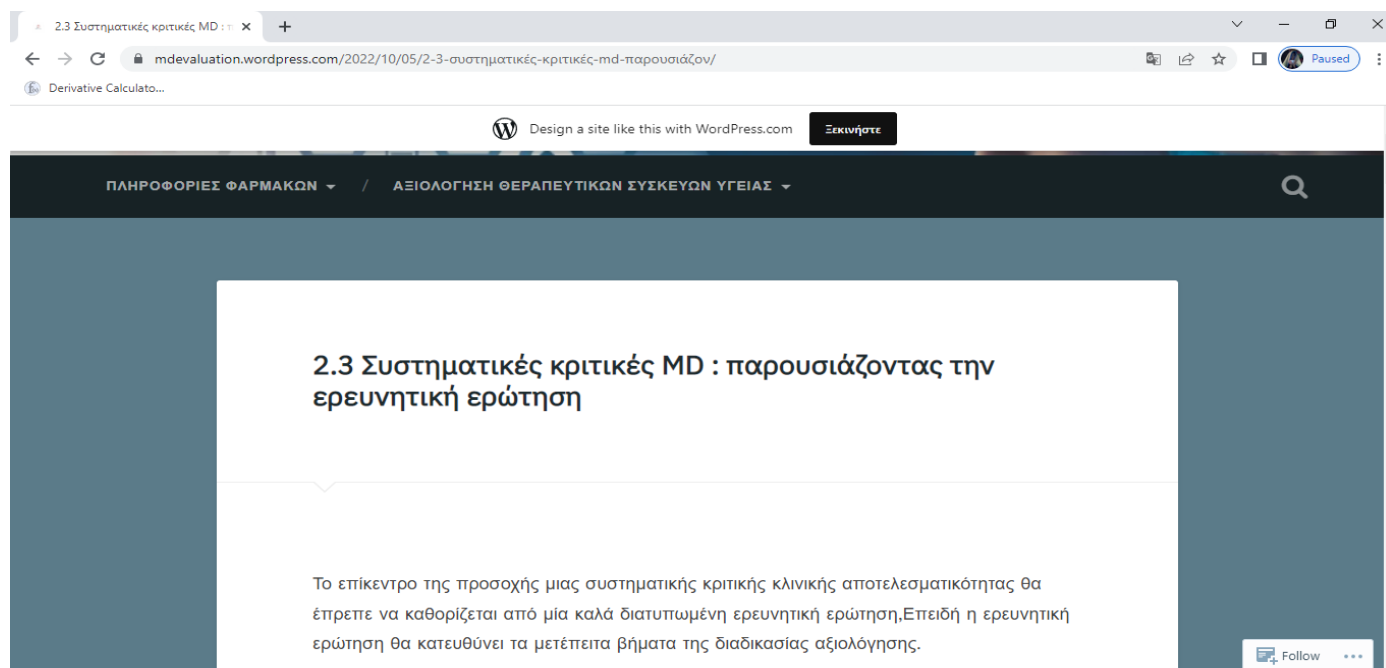 2.3 Συστηματικές κριτικές MD : π
mdevaluation.wordpress.com/2022/10/05/2-3-συστηματικές-κριτικές-md-παρουσιάζον/
Paused
Derivative Calculato...
Design a site like this with WordPress.com
Ξεκινήστε
ΠΛΗΡΟΦΟΡΙΕΣ ΦΑΡΜΑΚΩΝ / ΑΞΙΟΛΟΓΗΣΗ ΘΕΡΑΠΕΥΤΙΚΩΝ ΣΥΣΚΕΥΩΝ ΥΓΕΙΑΣ
2.3 Συστηματικές κριτικές MD : παρουσιάζοντας την
ερευνητική ερώτηση
Το επίκεντρο της προσοχής μιας συστηματικής κριτικής κλινικής αποτελεσματικότητας θα
έπρεπε να καθορίζεται από μία καλά διατυπωμένη ερευνητική ερώτηση,Επειδή η ερευνητική
ερώτηση θα κατευθύνει τα μετέπειτα βήματα της διαδικασίας αξιολόγησης.
Follow